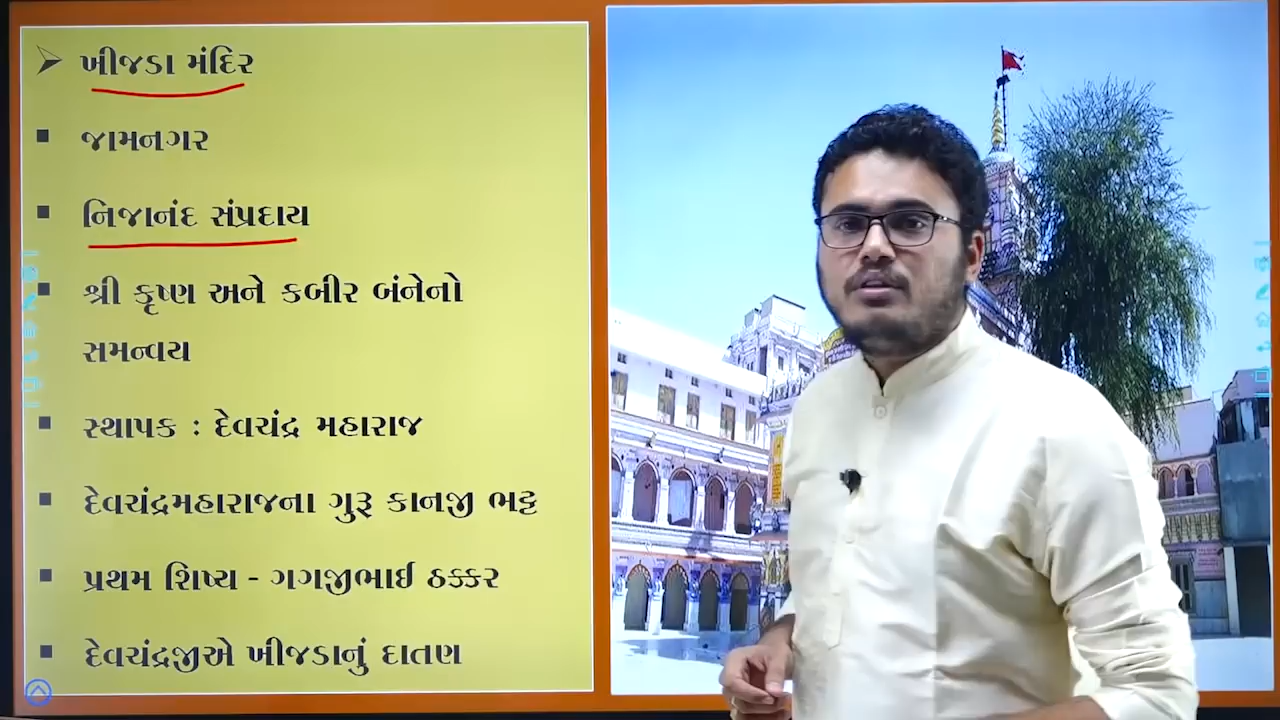 ખીજડા મંદિર
જામનગર
નિજાનંદ સંપ્રદાય
શ્રી કૃષ્ણ અને કબીર બંનેનો
સમન્વય
સ્થાપક : દેવચંદ્ર મહારાજ
દેવચંદ્રમહારાજના ગુરૂ કાનજી ભટ્ટ
પ્રથમ શિષ્ય - ગગજીભાઈ ઠક્કર
દેવચંદ્રજીએ ખીજડાનું દાતણ